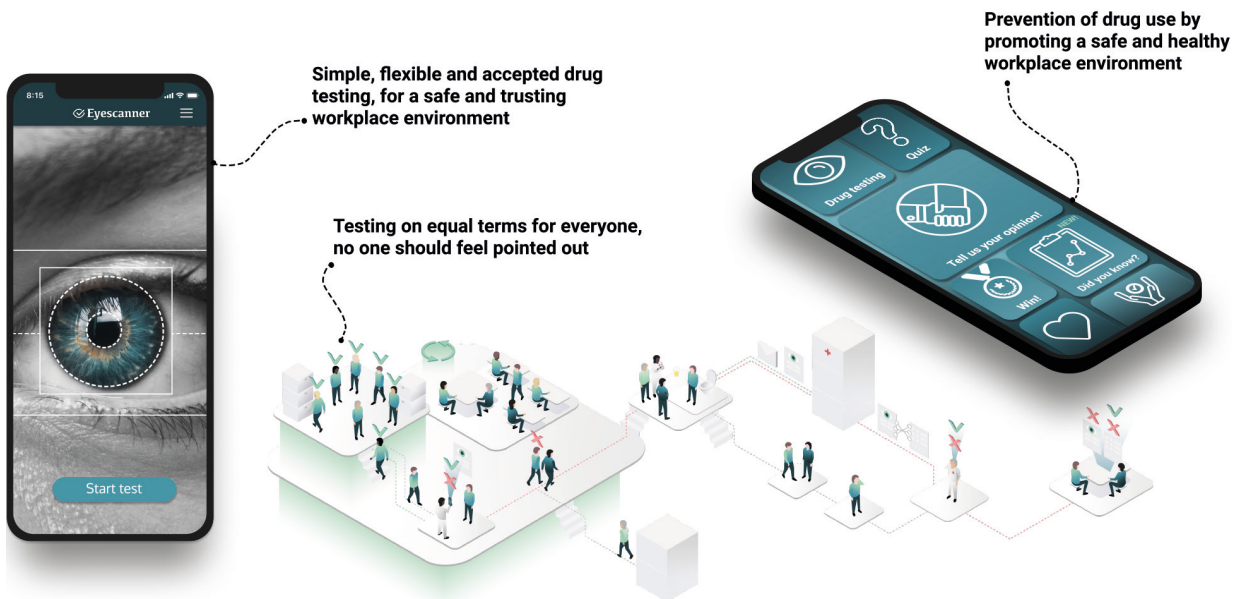 8:15
Eyescanner
Start test
Simple, flexible and accepted drug
testing, for a safe and trusting
workplace environment
Testing on equal terms for everyone,
no one should feel pointed out
Prevention of drug use by
promoting a safe and healthy
workplace environment
Drug testing
Quiz
Tell us your opinion!
Win!
NEW!
Did you know?